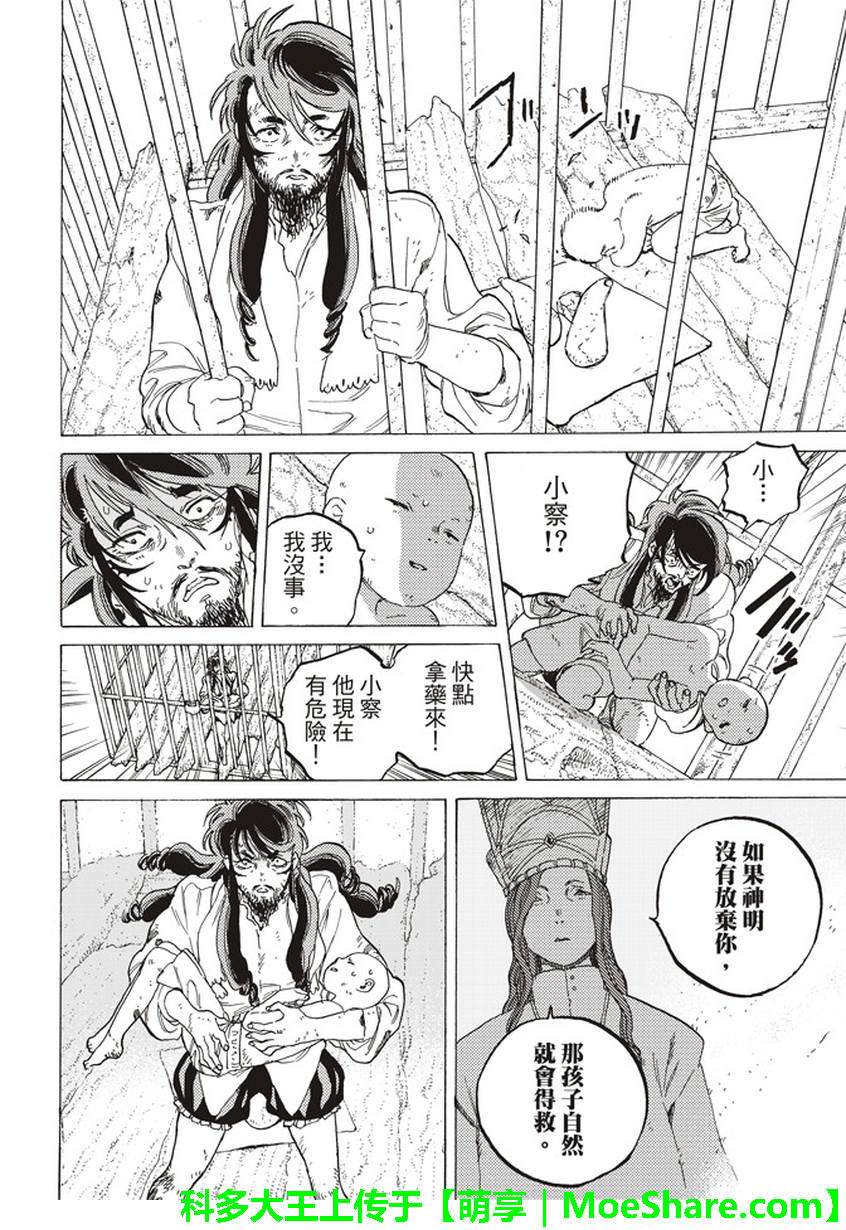 ブルッ
小…
小察!?
我…
我沒事。
快點
拿藥來！
小察
他現在
有危險！
如果神明
沒有放棄你，
那孩子自然
就會得救。
科多大王上传于【萌享｜MoeShare.com】